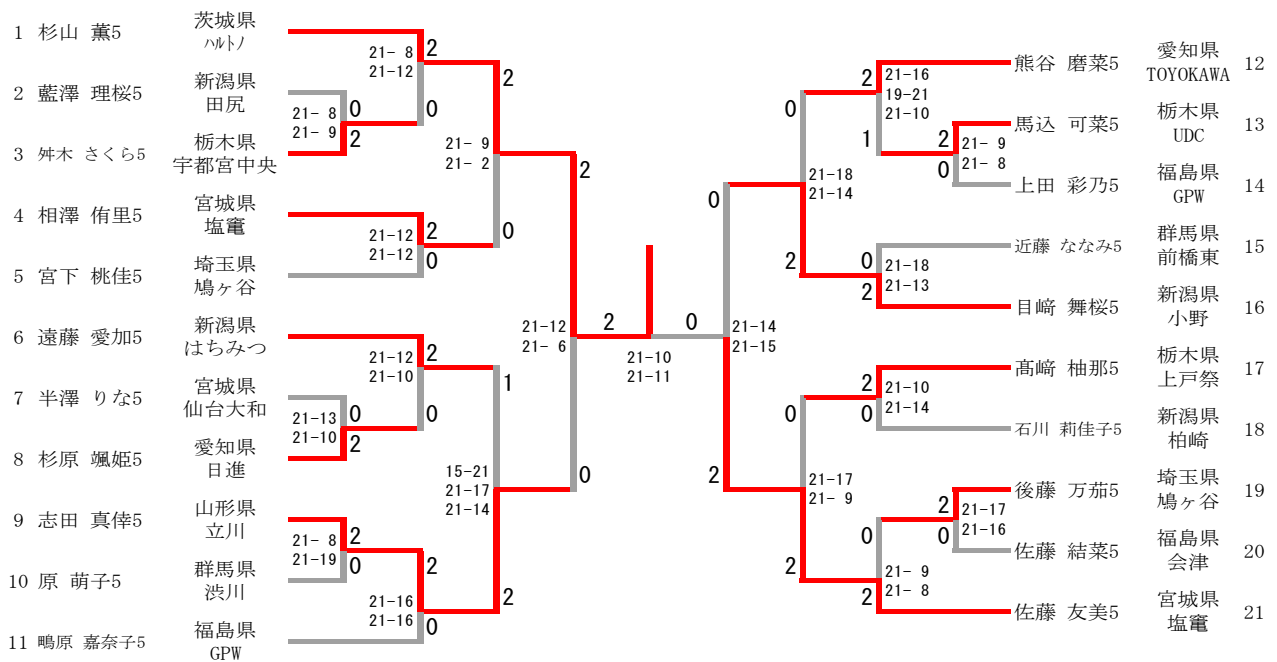 1 杉山 薫5 茨城県
ハルトノ
2 藍澤 理桜5 新潟県
田尻
3 舛木 さくら5 栃木県
宇都宮中央
4 相澤 侑里5 宮城県
塩竈
5 宮下 桃佳5 埼玉県
鳩ヶ谷
6 遠藤 愛加5 新潟県
はちみつ
7 半澤 りな5 宮城県
仙台大和
8 杉原 颯姫5 愛知県
日進
9 志田 真倖5 山形県
立川
10 原 萌子5 群馬県
渋川
11 鴫原 嘉奈子5 福島県
GPW
21- 8
21- 9
0
2
21- 8
21-12
2
0
21-12
21-12
2
0
21- 9
21- 2
2
0
21-13
21-10
0
2
21-12
21-10
2
0
21- 8
21-19
2
0
21-16
21-16
2
0
15-21
21-17
21-14
1
2
21-12
21- 6
2
0
2
0
21-10
21-11
21-14
21-15
0
2
21-18
21-14
0
2
21-17
21- 9
0
2
21-16
19-21
21-10
2
1
21- 9
21- 8
2
0
21-18
21-13
0
2
21-10
21-14
2
0
21-17
21-16
2
0
21- 9
21- 8
0
2
熊谷 磨菜5 愛知県 12
TOYOKAWA
馬込 可菜5 栃木県 13
UDC
上田 彩乃5 福島県 14
GPW
近藤 ななみ5 群馬県 15
前橋東
目﨑 舞桜5 新潟県 16
小野
髙﨑 柚那5 栃木県 17
上戸祭
石川 莉佳子5 新潟県 18
柏崎
後藤 万茄5 埼玉県 19
鳩ヶ谷
佐藤 結菜5 福島県 20
会津
佐藤 友美5 宮城県 21
塩竈